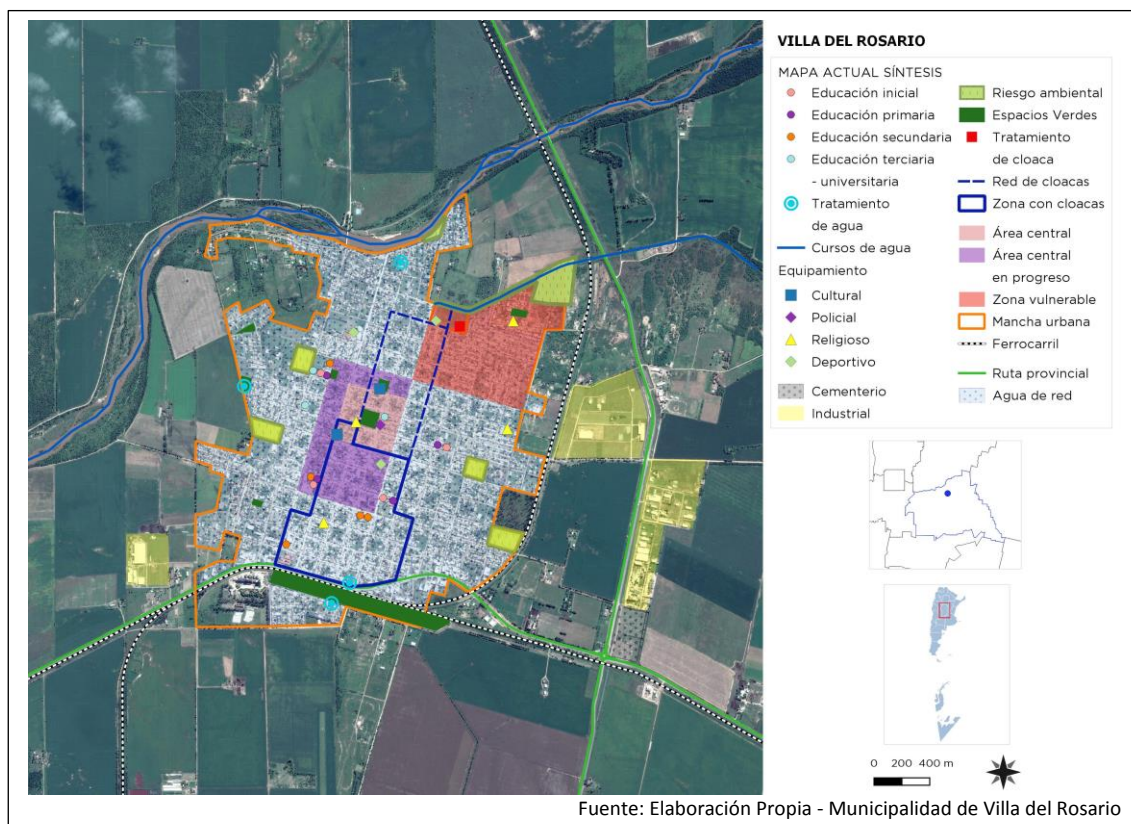 VILLA DEL ROSARIO
MAPA ACTUAL SÍNTESIS
Educación inicial
Educación primaria
Educación secundaria
Educación terciaria
- universitaria
Tratamiento
de agua
Cursos de agua
Equipamiento
Cultural
Policial
Religioso
Deportivo
Cementerio
Industrial
Riesgo ambiental
Espacios Verdes
Tratamiento
de cloaca
Red de cloacas
Zona con cloacas
Área central
Área central
en progreso
Zona vulnerable
Mancha urbana
Ferrocarril
Ruta provincial
Agua de red
0 200 400 m
Fuente: Elaboración Propia - Municipalidad de Villa del Rosario